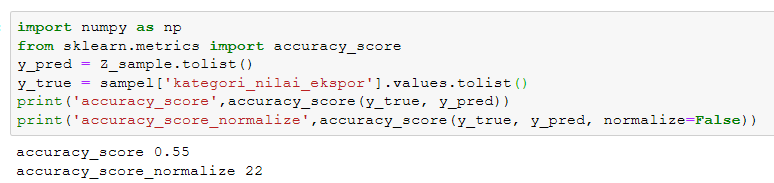 import numpy as np
from sklearn.metrics import accuracy_score
y_pred = Z_sample.tolist()
y_true = sampel['kategori_nilai_ekspor'].values.tolist()
print('accuracy_score',accuracy_score(y_true, y_pred))
print('accuracy_score_normalize',accuracy_score(y_true, y_pred, normalize=False))
accuracy_score 0.55
accuracy_score_normalize 22